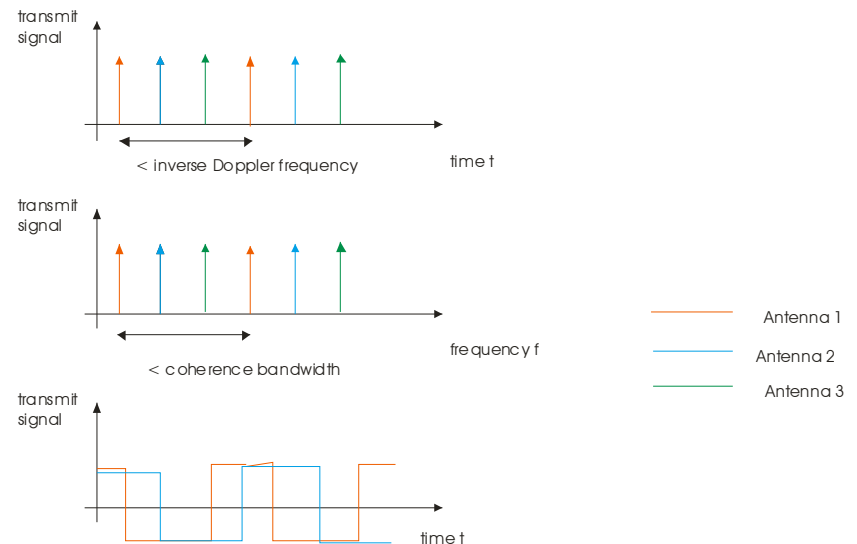 transmit
signal
< inverse Doppler frequency
time t
transmit
signal
frequency f
< coherence bandwidth
Antenna 1
Antenna 2
Antenna 3
transmit
signal
time t